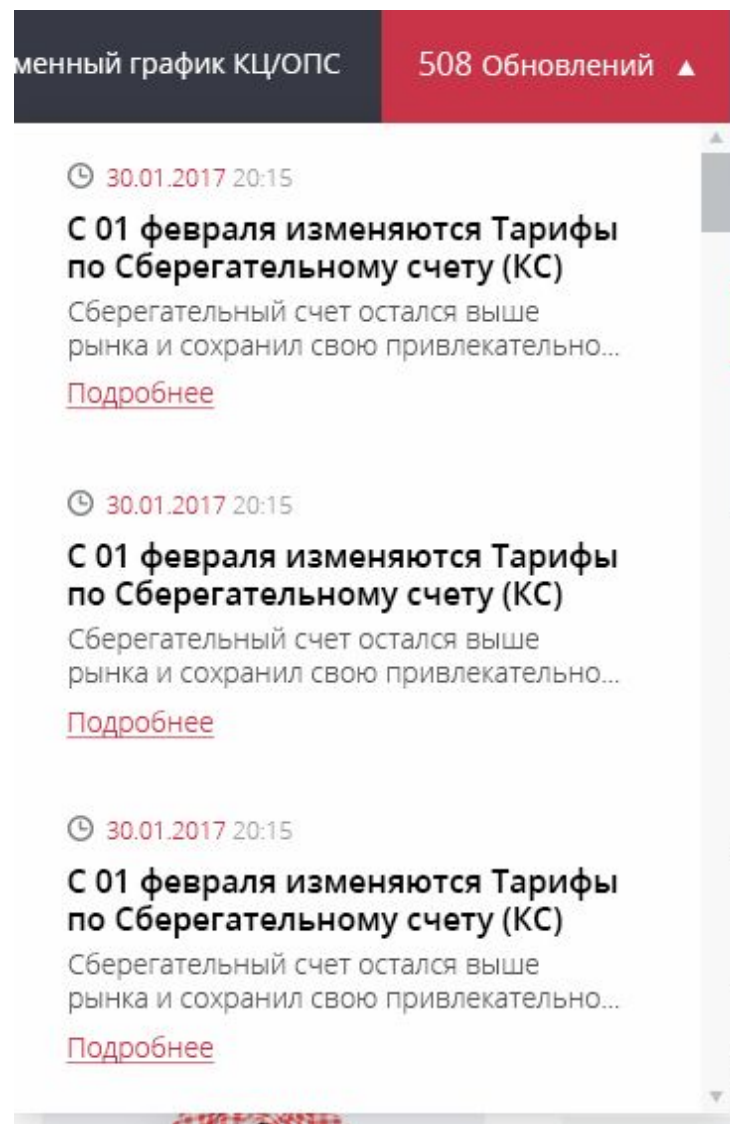 менный график КЦ/ОПС 508 Обновлений ▲
30.01.2017 20:15
С 01 февраля изменяются Тарифы
по Сберегательному счету (КС)
Сберегательный счет остался выше
рынка и сохранил свою привлекательно...
Подробнее
30.01.2017 20:15
С 01 февраля изменяются Тарифы
по Сберегательному счету (КС)
Сберегательный счет остался выше
рынка и сохранил свою привлекательно...
Подробнее
30.01.2017 20:15
С 01 февраля изменяются Тарифы
по Сберегательному счету (КС)
Сберегательный счет остался выше
рынка и сохранил свою привлекательно...
Подробнее